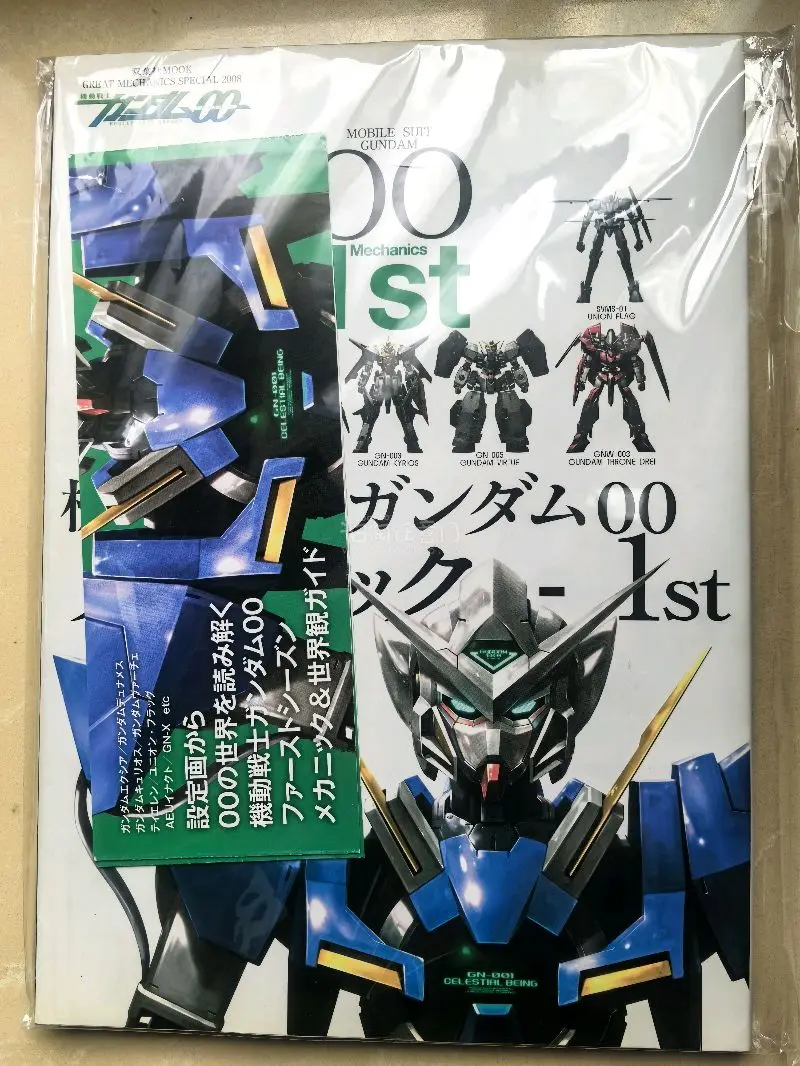 双葉社MOOK
GREAT MECHANICS SPECIAL 2008
機動戦士
ガンダム00
MOBILE SUIT
GUNDAM
00
Mechanics
1st
SVMS-01
UNION FLAG
GN-003
GUNDAM KYRIOS
GN-005
GUNDAM VIRTUE
GNW-003
GUNDAM THRONE DREI
ガンダム00
ック - 1st
GN-001
CELESTIAL BEING
ガンダムエクシア/ガンダムデュナメス
ガンダムキュリオス/ガンダムヴァーチェ
ティエレン/ユニオン・フラッグ
AEUイナクト/GN-X etc
設定画から
00の世界を読み解く
機動戦士ガンダム00
ファーストシーズン
メカニック&世界観ガイド
GN-001
CELESTIAL BEING